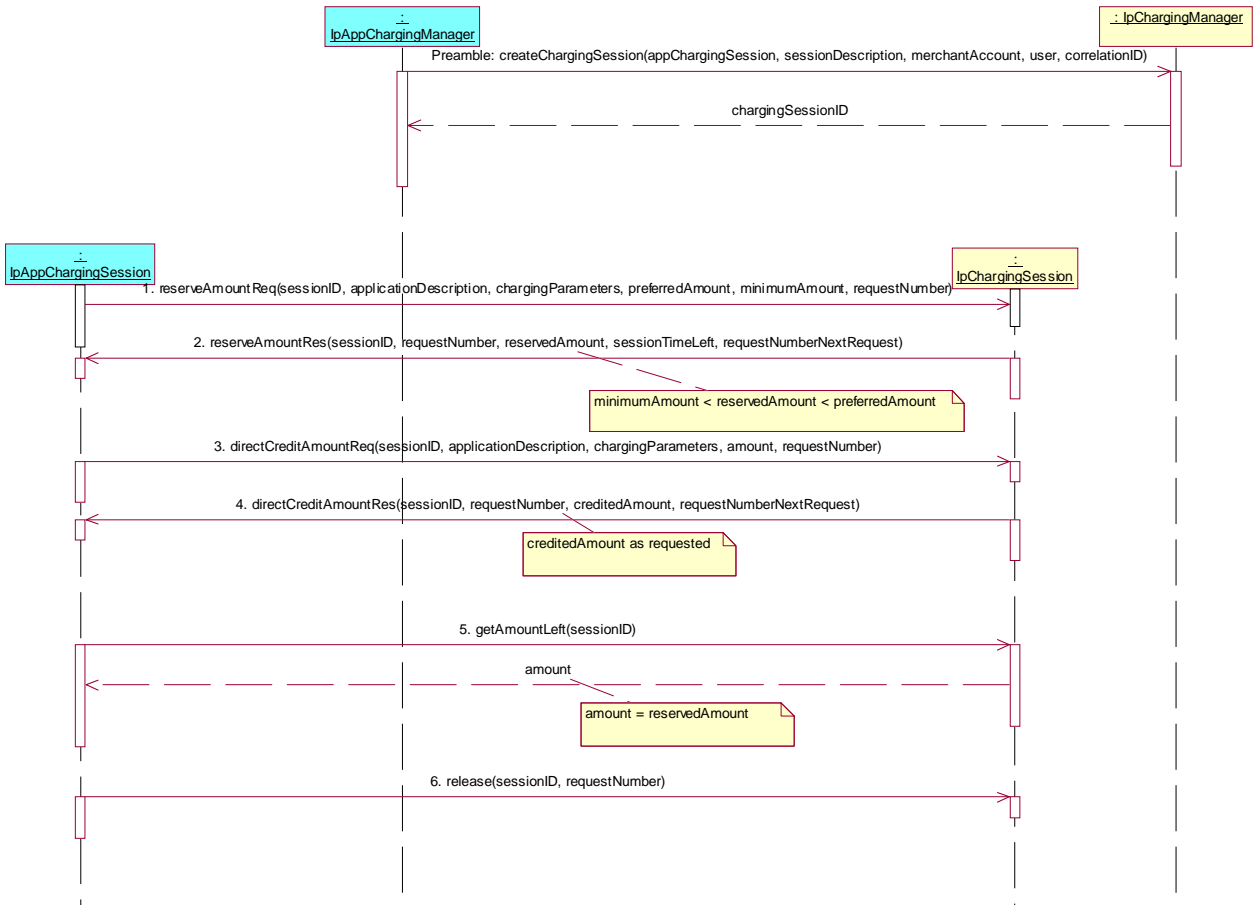 :
IpAppChargingManager
: IpChargingManager
Preamble: createChargingSession(appChargingSession, sessionDescription, merchantAccount, user, correlationID)
chargingSessionID
:
IpAppChargingSession
:
IpChargingSession
1. reserveAmountReq(sessionID, applicationDescription, chargingParameters, preferredAmount, minimumAmount, requestNumber)
2. reserveAmountRes(sessionID, requestNumber, reservedAmount, sessionTimeLeft, requestNumberNextRequest)
minimumAmount < reservedAmount < preferredAmount
3. directCreditAmountReq(sessionID, applicationDescription, chargingParameters, amount, requestNumber)
4. directCreditAmountRes(sessionID, requestNumber, creditedAmount, requestNumberNextRequest)
creditedAmount as requested
5. getAmountLeft(sessionID)
amount
amount = reservedAmount
6. release(sessionID, requestNumber)